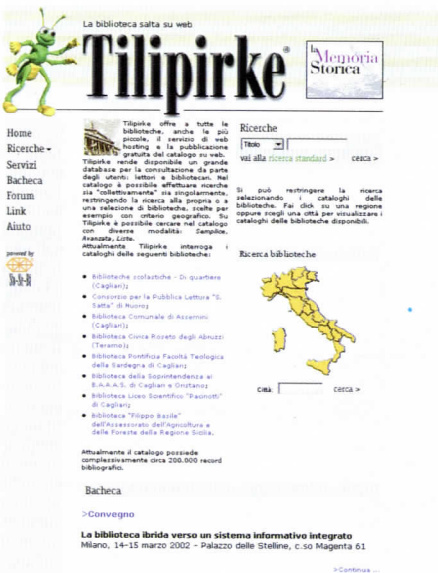 La biblioteca salta su web
Tilipirke®
la Memoria
Storica
Home
Ricerche
Servizi
Bacheca
Forum
Link
Aiuto
powered by
Tilipirke offre a tutte le
biblioteche, anche le più
piccole, il servizio di web
hosting e la pubblicazione
gratuita del catalogo su web.
Tilipirke rende disponibile un grande
database per la consultazione da parte
degli utenti: lettori e bibliotecari. Nel
catalogo è possibile effettuare ricerche
sia "collettivamente" sia singolarmente,
restringendo la ricerca alla propria o a
una selezione di biblioteche, scelte per
esempio con criterio geografico. Su
Tilipirke è possibile cercare nel catalogo
con diverse modalità: Semplice,
Avanzata, Liste.
Attualmente Tilipirke interroga i
cataloghi delle seguenti biblioteche:
Biblioteche scolastiche - Di quartiere
(Cagliari);
Consorzio per la Pubblica Lettura "S.
Satta" di Nuoro;
Biblioteca Comunale di Assemini
(Cagliari);
Biblioteca Civica Roseto degli Abruzzi
(Teramo);
Biblioteca Pontificia Facoltà Teologica
della Sardegna di Cagliari;
Biblioteca della Soprintendenza ai
B.A.A.A.S. di Cagliari e Oristano;
Biblioteca Liceo Scientifico "Pacinotti"
di Cagliari;
Biblioteca "Filippo Basile"
dell'Assessorato dell'Agricoltura e
delle Foreste della Regione Sicilia.
Attualmente il catalogo possiede
complessivamente circa 200.000 record
bibliografici.
Ricerche
Titolo
vai alla ricerca standard > cerca >
Si può restringere la ricerca
selezionando i cataloghi delle
biblioteche. Fai click su una regione
oppure scegli una città per visualizzare i
cataloghi delle biblioteche disponibili.
Ricerca biblioteche
Città: cerca >
Bacheca
>Convegno
La biblioteca ibrida verso un sistema informativo integrato
Milano, 14-15 marzo 2002 - Palazzo delle Stelline, c.so Magenta 61
>Continua ...